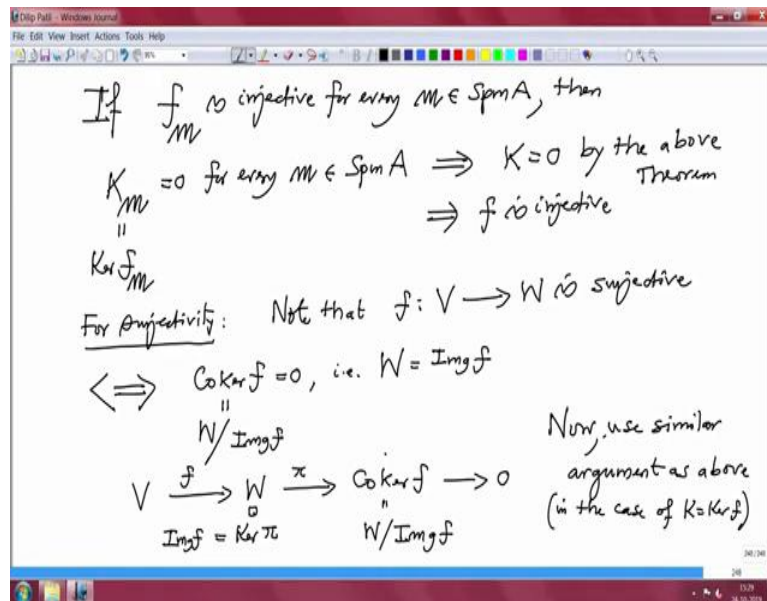 Dilip Patil - Windows Journal
File Edit View Insert Actions Tools Help
If f_m is injective for every m ∈ Spm A, then
K_m = 0 for every m ∈ Spm A ⟹ K = 0 by the above
Theorem
⟹ f is injective
॥
Ker f_m
For surjectivity: Note that f : V ⟶ W is surjective
⟺ Coker f = 0, i.e. W = Img f
॥
W/Img f
V —f→ W —π→ Coker f ⟶ 0
Img f = Ker π
॥
W/Img f
Now, use similar
argument as above
(in the case of K = Ker f)
248
15:29